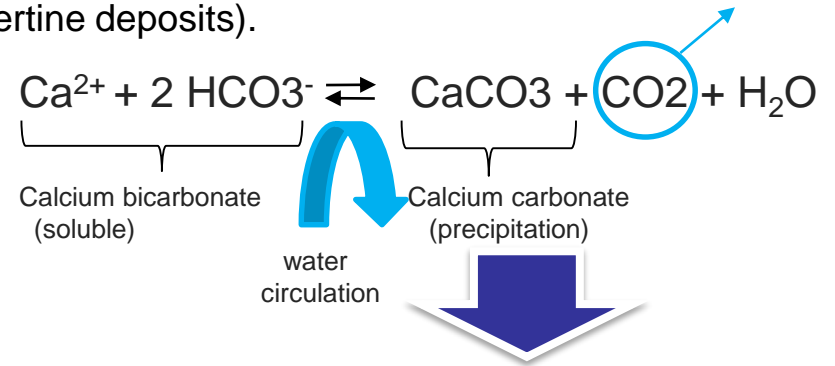 ertine deposits).
Ca²⁺ + 2 HCO3⁻ ⇌ CaCO3 + CO2 + H₂O
Calcium bicarbonate
(soluble)
Calcium carbonate
(precipitation)
water
circulation